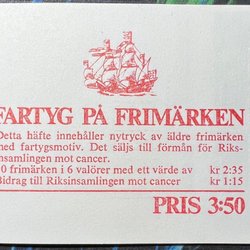 FARTYG PÅ FRIMÄRKEN
Detta häfte innehåller nytryck av äldre frimärken
med fartygsmotiv. Det säljs till förmån för Riks-
insamlingen mot cancer.
0 frimärken i 6 valörer med ett värde av kr 2:35
Bidrag till Riksinsamlingen mot cancer kr 1:15
PRIS 3:50